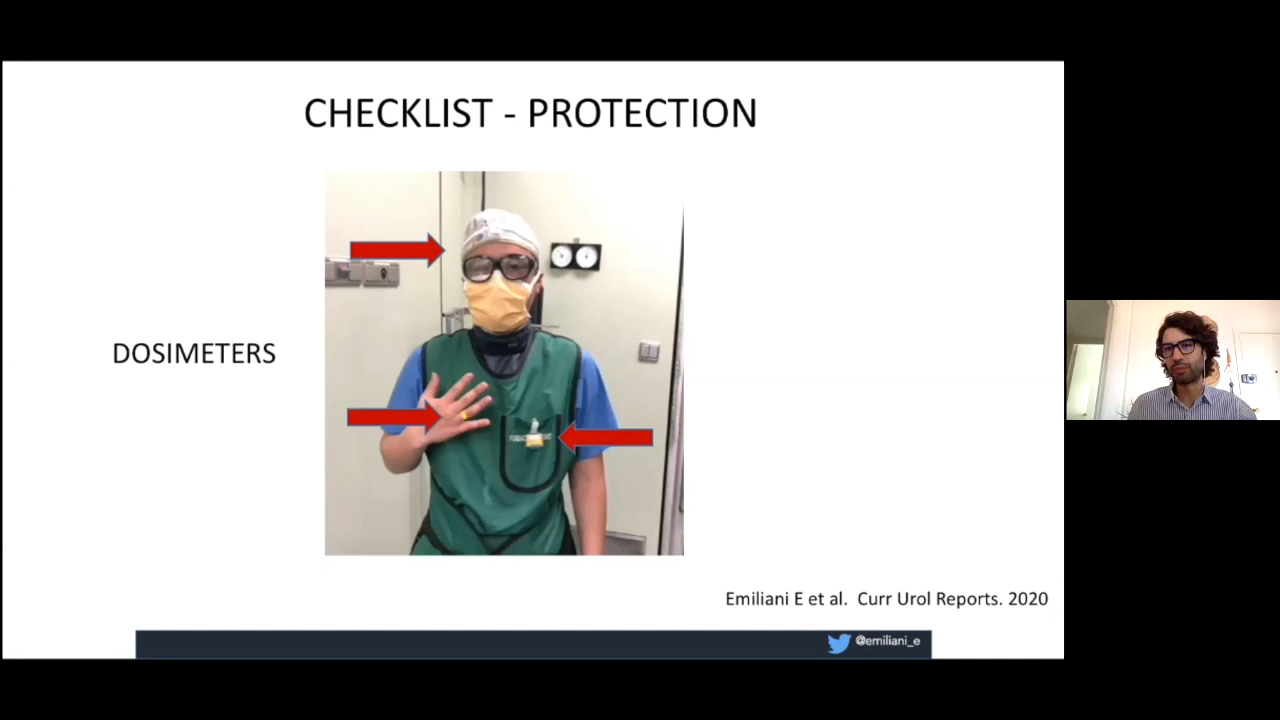 CHECKLIST - PROTECTION
DOSIMETERS
Emiliani E et al. Curr Urol Reports. 2020
@emiliani_e